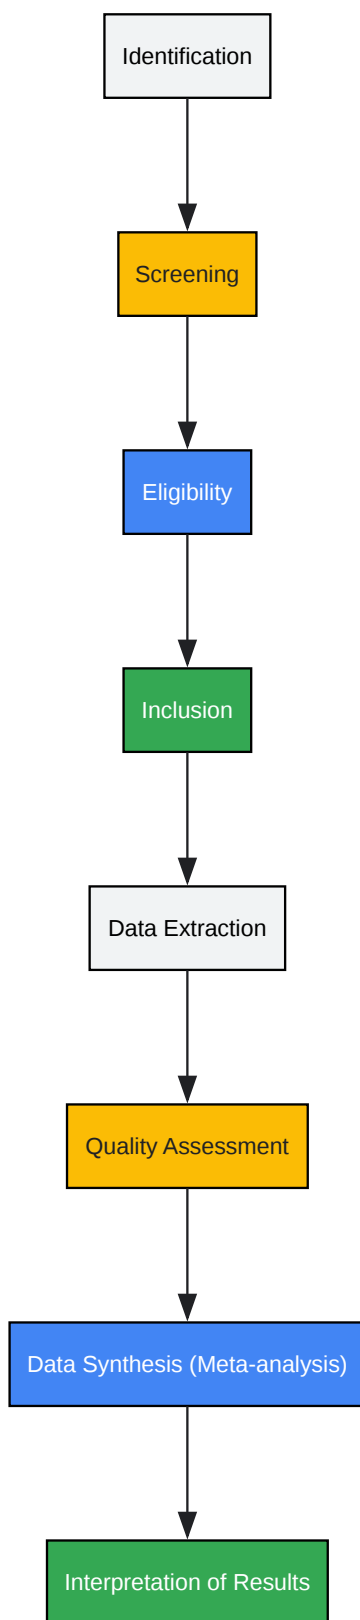 Identification
Screening
Eligibility
Inclusion
Data Extraction
Quality Assessment
Data Synthesis (Meta-analysis)
Interpretation of Results